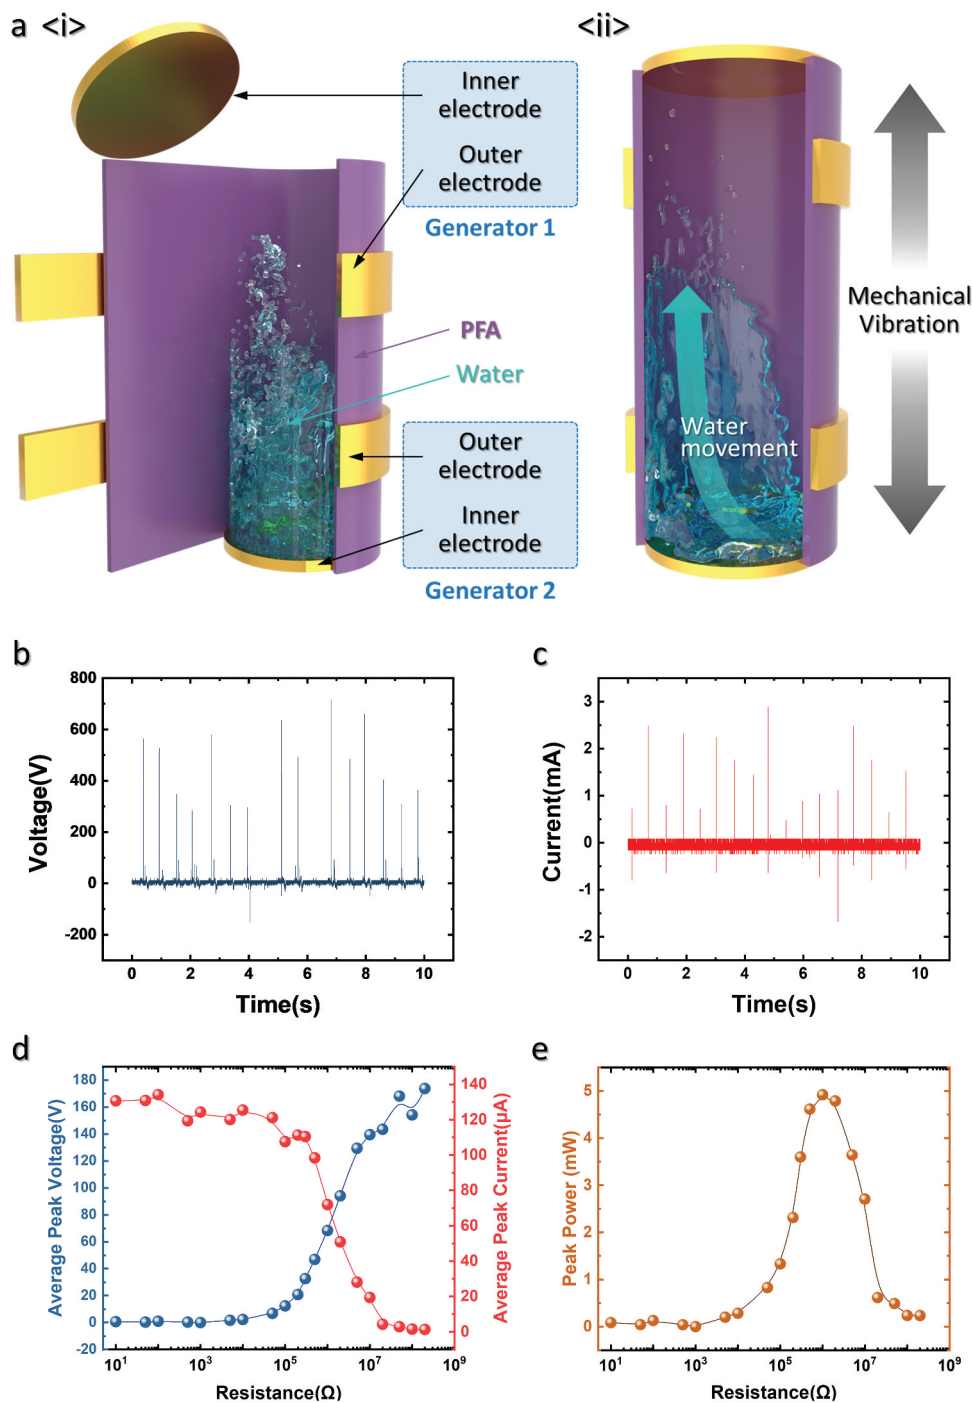 a <i>
<ii>
Inner
electrode
Outer
electrode
Generator 1
PFA
Water
Outer
electrode
Inner
electrode
Generator 2
Water
movement
Mechanical
Vibration
b
800
600
400
200
0
-200
Voltage(V)
0 2 4 6 8 10
Time(s)
c
3
2
1
0
-1
-2
Current(mA)
0 2 4 6 8 10
Time(s)
d
180
160
140
120
100
80
60
40
20
0
-20
Average Peak Voltage(V)
140
120
100
80
60
40
20
0
Average Peak Current(μA)
10¹ 10³ 10⁵ 10⁷ 10⁹
Resistance(Ω)
e
5
4
3
2
1
0
Peak Power (mW)
10¹ 10³ 10⁵ 10⁷ 10⁹
Resistance(Ω)